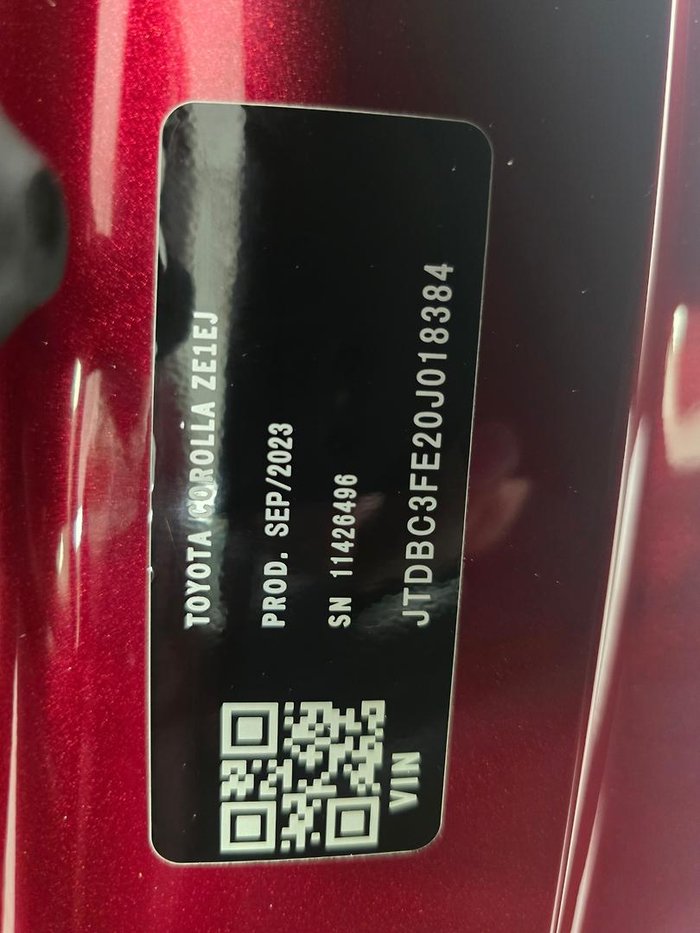 TOYOTA COROLLA ZE1EJ
PROD. SEP/2023
SN 11426496
VIN JTDBC3FE20J018384